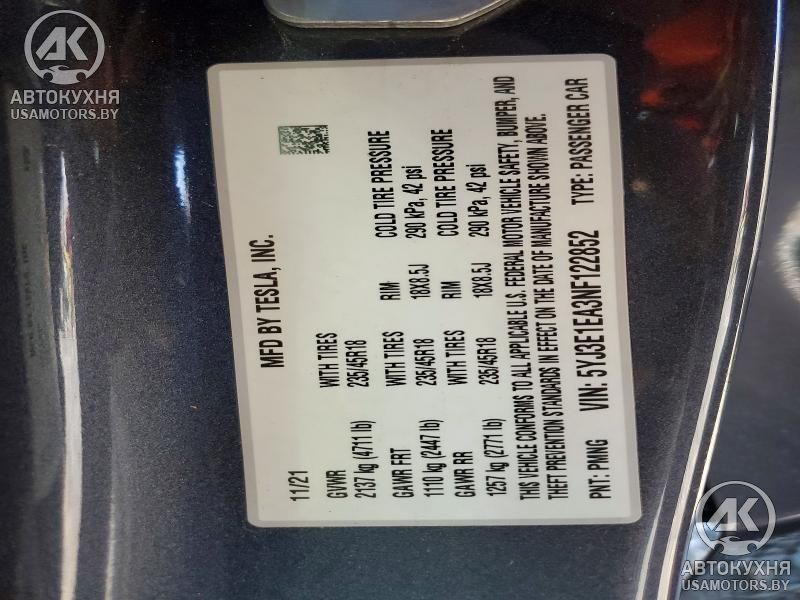 MFD BY TESLA, INC.
11/21
GVWR WITH TIRES RIM COLD TIRE PRESSURE
2137 kg (4711 lb) 235/45R18 18X8.5J 290 kPa, 42 psi
GAWR FRT WITH TIRES RIM COLD TIRE PRESSURE
1110 kg (2447 lb) 235/45R18 18X8.5J 290 kPa, 42 psi
GAWR RR WITH TIRES
1257 kg (2771 lb) 235/45R18
THIS VEHICLE CONFORMS TO ALL APPLICABLE U.S. FEDERAL MOTOR VEHICLE SAFETY, BUMPER, AND
THEFT PREVENTION STANDARDS IN EFFECT ON THE DATE OF MANUFACTURE SHOWN ABOVE.
PNT: PMNG VIN: 5YJ3E1EA3NF122852 TYPE: PASSENGER CAR
АК
АВТОКУХНЯ
USAMOTORS.BY
АК
АВТОКУХНЯ
USAMOTORS.BY